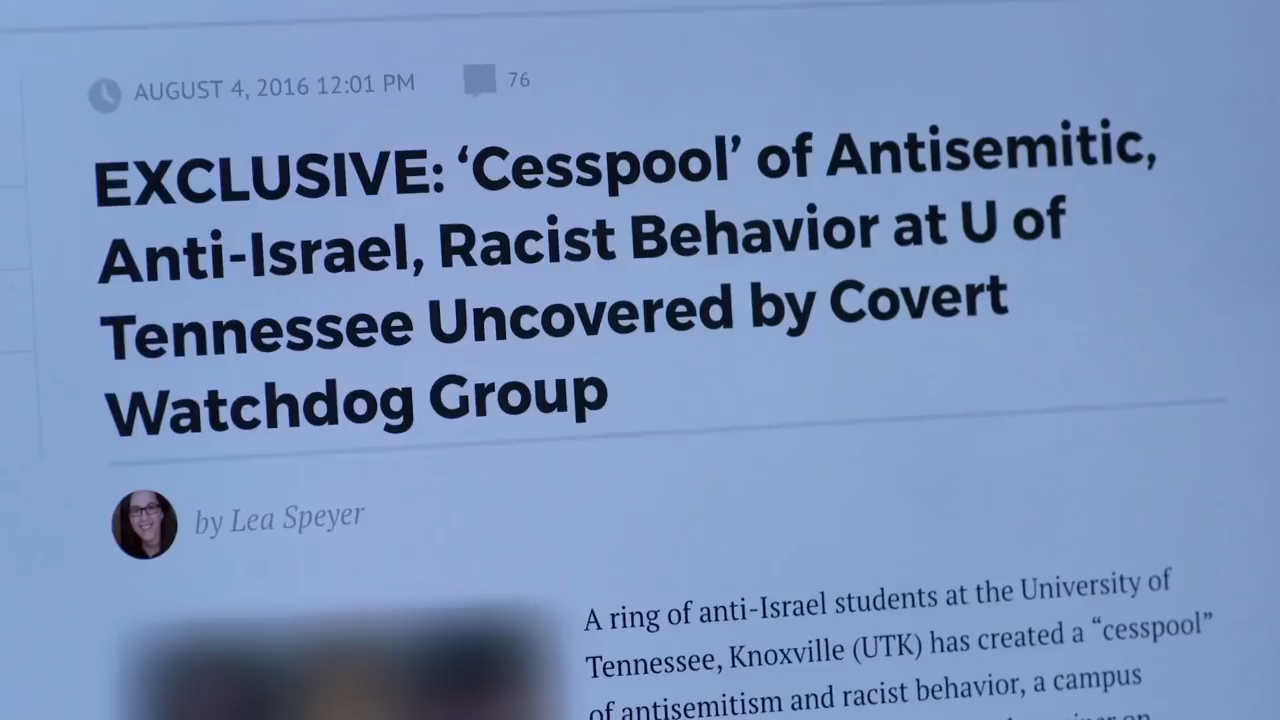 AUGUST 4, 2016 12:01 PM 76
EXCLUSIVE: ‘Cesspool’ of Antisemitic,
Anti-Israel, Racist Behavior at U of
Tennessee Uncovered by Covert
Watchdog Group
by Lea Speyer
A ring of anti-Israel students at the University of
Tennessee, Knoxville (UTK) has created a “cesspool”
of antisemitism and racist behavior, a campus
on